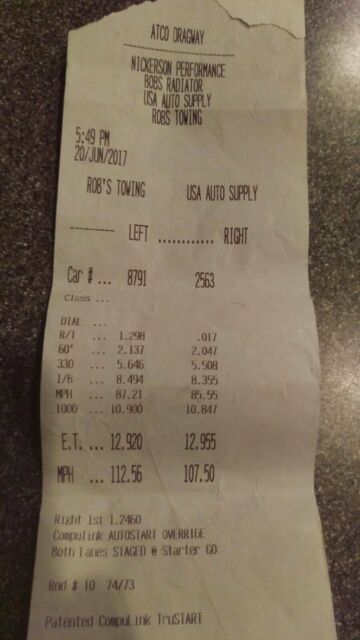 ATCO DRAGWAY
NICKERSON PERFORMANCE
BOBS RADIATOR
USA AUTO SUPPLY
ROBS TOWING
5:49 PM
20/JUN/2017
ROB'S TOWING USA AUTO SUPPLY
-------- LEFT ............ RIGHT
Car # ... 8791 2563
Class ...
DIAL ...
R/T ... 1.298 .017
60' ... 2.137 2.047
330 ... 5.646 5.508
1/8 ... 8.494 8.355
MPH ... 87.21 85.55
1000 ... 10.900 10.847
E.T. ... 12.920 12.955
MPH ... 112.56 107.50
Right 1st 1.2460
Compulink AUTOSTART OVERRIGE
Both Lanes STAGED @ Starter GO
Rnd # TO 74/73
Patented CompuLink TruSTART